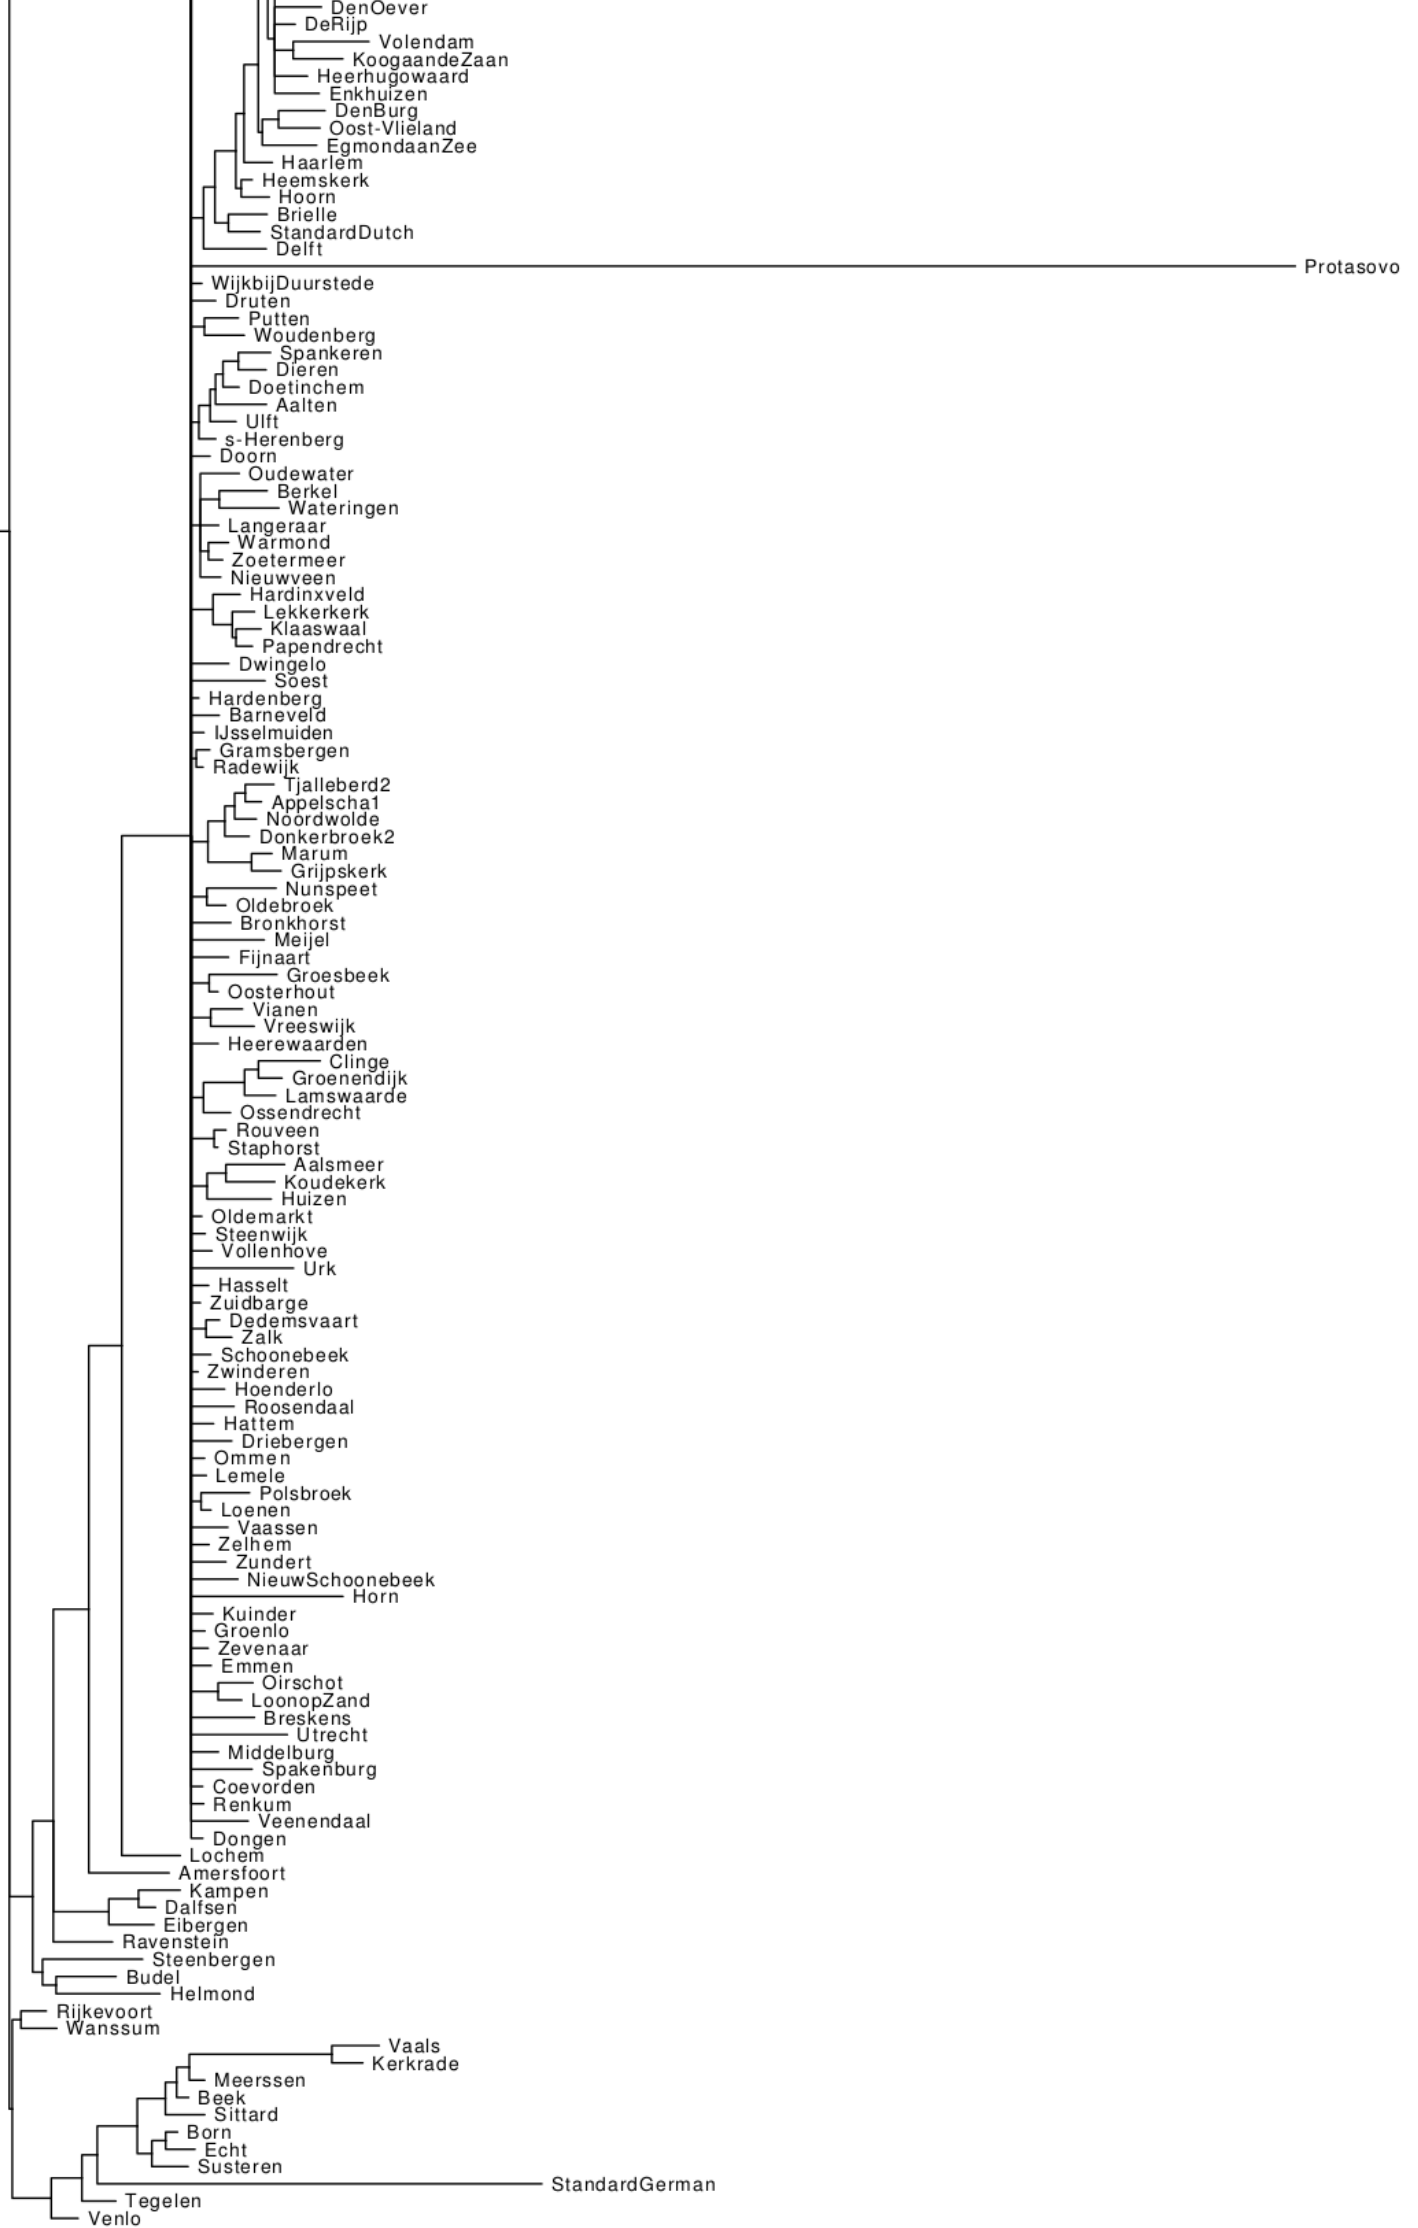 DenOever
DeRijp
Volendam
KoogaandeZaan
Heerhugowaard
Enkhuizen
DenBurg
Oost-Vlieland
EgmondaanZee
Haarlem
Heemskerk
Hoorn
Brielle
StandardDutch
Delft
Protasovo
WijkbijDuurstede
Druten
Putten
Woudenberg
Spankeren
Dieren
Doetinchem
Aalten
Ulft
s-Herenberg
Doorn
Oudewater
Berkel
Wateringen
Langeraar
Warmond
Zoetermeer
Nieuwveen
Hardinxveld
Lekkerkerk
Klaaswaal
Papendrecht
Dwingelo
Soest
Hardenberg
Barneveld
IJsselmuiden
Gramsbergen
Radewijk
Tjalleberd2
Appelscha1
Noordwolde
Donkerbroek2
Marum
Grijpskerk
Nunspeet
Oldebroek
Bronkhorst
Meijel
Fijnaart
Groesbeek
Oosterhout
Vianen
Vreeswijk
Heerewaarden
Clinge
Groenendijk
Lamswaarde
Ossendrecht
Rouveen
Staphorst
Aalsmeer
Koudekerk
Huizen
Oldemarkt
Steenwijk
Vollenhove
Urk
Hasselt
Zuidbarge
Dedemsvaart
Zalk
Schoonebeek
Zwinderen
Hoenderlo
Roosendaal
Hattem
Driebergen
Ommen
Lemele
Polsbroek
Loenen
Vaassen
Zelhem
Zundert
NieuwSchoonebeek
Horn
Kuinder
Groenlo
Zevenaar
Emmen
Oirschot
LoonopZand
Breskens
Utrecht
Middelburg
Spakenburg
Coevorden
Renkum
Veenendaal
Dongen
Lochem
Amersfoort
Kampen
Dalfsen
Eibergen
Ravenstein
Steenbergen
Budel
Helmond
Rijkevoort
Wanssum
Vaals
Kerkrade
Meerssen
Beek
Sittard
Born
Echt
Susteren
StandardGerman
Tegelen
Venlo